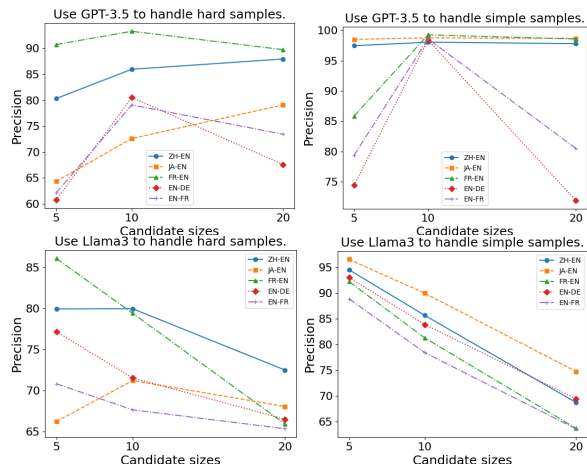 Use GPT-3.5 to handle hard samples.
Precision
90
85
80
75
70
65
60
ZH-EN
JA-EN
FR-EN
EN-DE
EN-FR
5
10
20
Candidate sizes
Use GPT-3.5 to handle simple samples.
Precision
100
95
90
85
80
75
ZH-EN
JA-EN
FR-EN
EN-DE
EN-FR
5
10
20
Candidate sizes
Use Llama3 to handle hard samples.
Precision
85
80
75
70
65
ZH-EN
JA-EN
FR-EN
EN-DE
EN-FR
5
10
20
Candidate sizes
Use Llama3 to handle simple samples.
Precision
95
90
85
80
75
70
65
ZH-EN
JA-EN
FR-EN
EN-DE
EN-FR
5
10
20
Candidate sizes